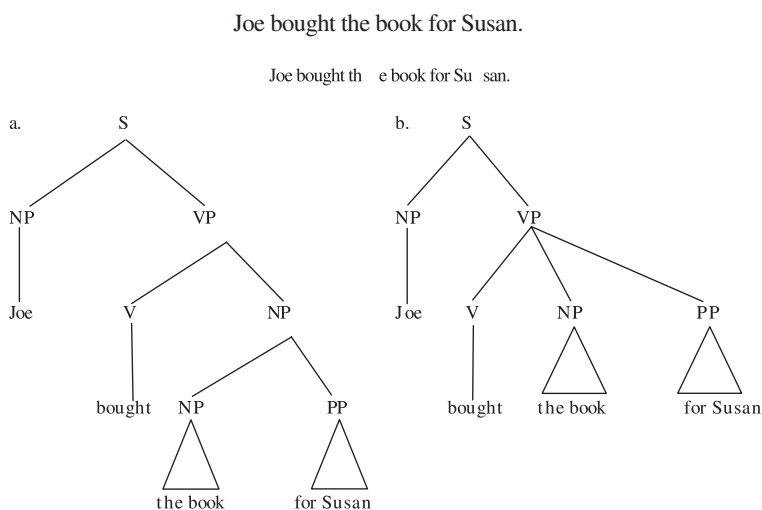 Joe bought the book for Susan.
Joe bought th e book for Su san.
a. S b. S
NP VP NP VP
Joe V NP Joe V NP PP
bought NP PP bought the book for Susan
the book for Susan